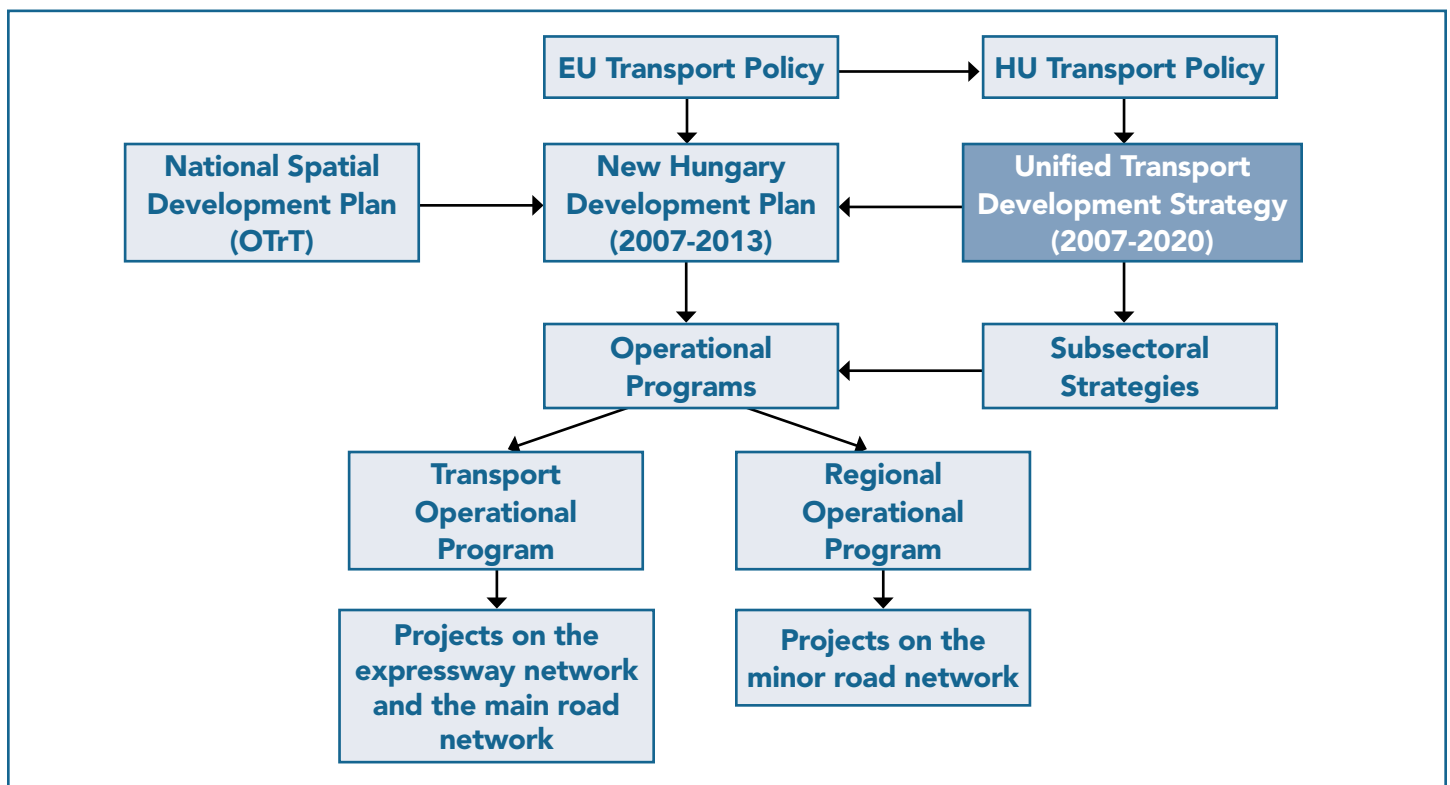 EU Transport Policy
HU Transport Policy
National Spatial
Development Plan
(OTrT)
New Hungary
Development Plan
(2007-2013)
Unified Transport
Development Strategy
(2007-2020)
Operational
Programs
Subsectoral
Strategies
Transport
Operational
Program
Regional
Operational
Program
Projects on the
expressway network
and the main road
network
Projects on the
minor road network